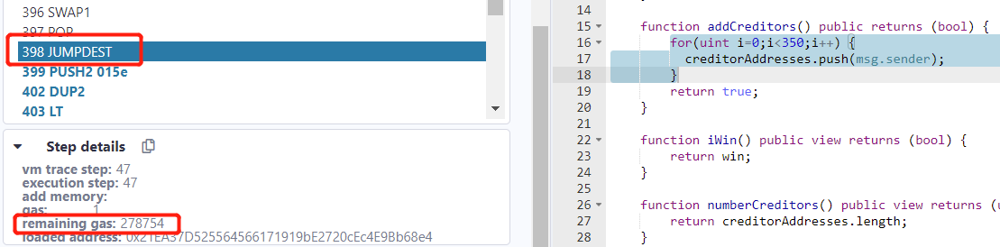 396 SWAP1
397 POP
398 JUMPDEST
399 PUSH2 015e
402 DUP2
403 LT
Step details
vm trace step: 47
execution step: 47
add memory:
gas: 1
remaining gas: 278754
loaded address: 0x21EA37D525564566171919bE2720cEc4E9Bb68e4
14
15 function addCreditors() public returns (bool) {
16 for(uint i=0;i<350;i++) {
17 creditorAddresses.push(msg.sender);
18 }
19 return true;
20 }
21
22 function iWin() public view returns (bool) {
23 return win;
24 }
25
26 function numberCreditors() public view returns (
27 return creditorAddresses.length;
28 }